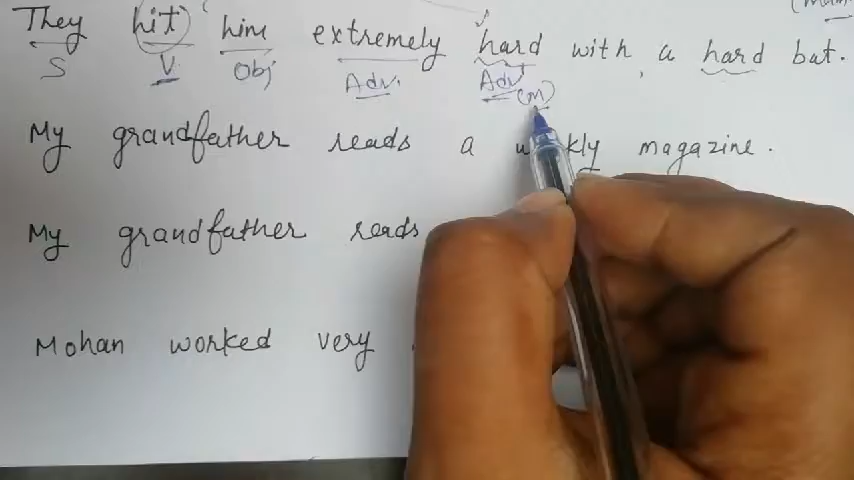 They hit him extremely hard with a hard bat.
S V Obj Adv. Adv (M)
My grandfather reads a magazine.
My grandfather reads
Mohan worked very